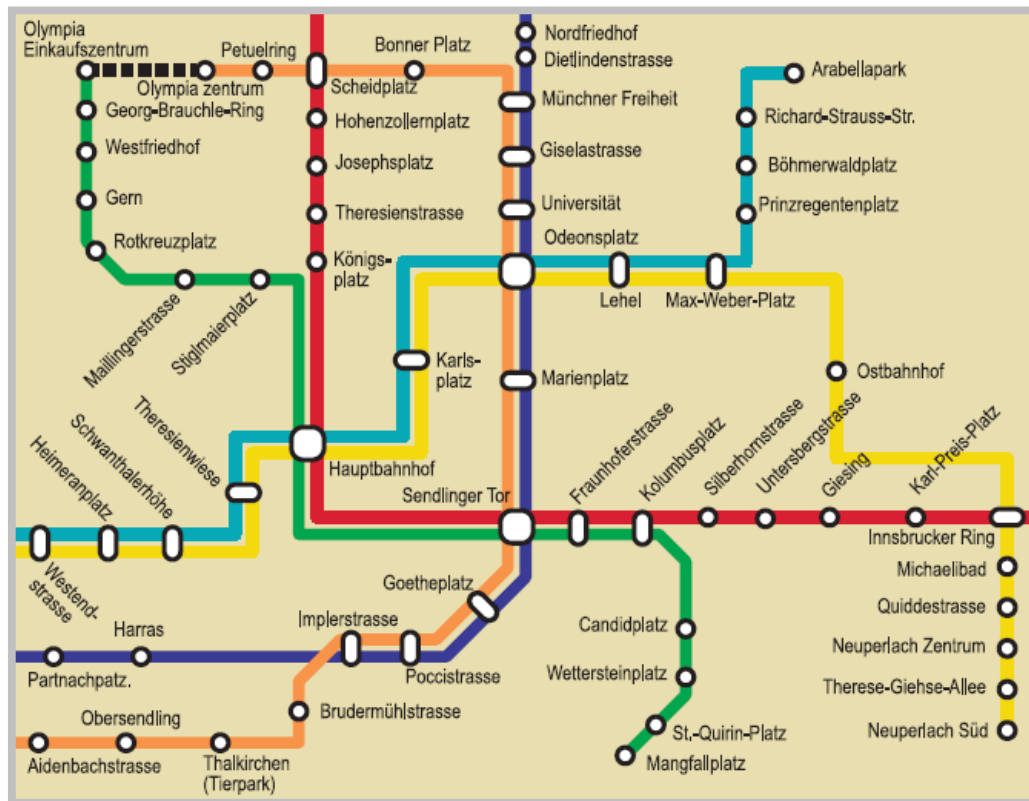 Olympia
Einkaufszentrum
Petuelring
Bonner Platz
Nordfriedhof
Dietlindenstrasse
Olympia zentrum
Scheidplatz
Münchner Freiheit
Arabellapark
Georg-Brauchle-Ring
Hohenzollernplatz
Richard-Strauss-Str.
Westfriedhof
Josephsplatz
Giselastrasse
Böhmerwaldplatz
Gern
Theresienstrasse
Universität
Prinzregentenplatz
Rotkreuzplatz
Königs-
platz
Odeonsplatz
Maillingerstrasse
Stiglmaierplatz
Lehel
Max-Weber-Platz
Karls-
platz
Marienplatz
Ostbahnhof
Theresienwiese
Schwanthalerhöhe
Heimeranplatz
Hauptbahnhof
Sendlinger Tor
Fraunhoferstrasse
Kolumbusplatz
Silberhornstrasse
Untersbergstrasse
Giesing
Karl-Preis-Platz
Innsbrucker Ring
Westend-
strasse
Goetheplatz
Michaelibad
Implerstrasse
Quiddestrasse
Harras
Candidplatz
Neuperlach Zentrum
Partnachpatz.
Poccistrasse
Wettersteinplatz
Therese-Giehse-Allee
Obersendling
Brudermühlstrasse
St.-Quirin-Platz
Neuperlach Süd
Aidenbachstrasse
Thalkirchen
(Tierpark)
Mangfallplatz